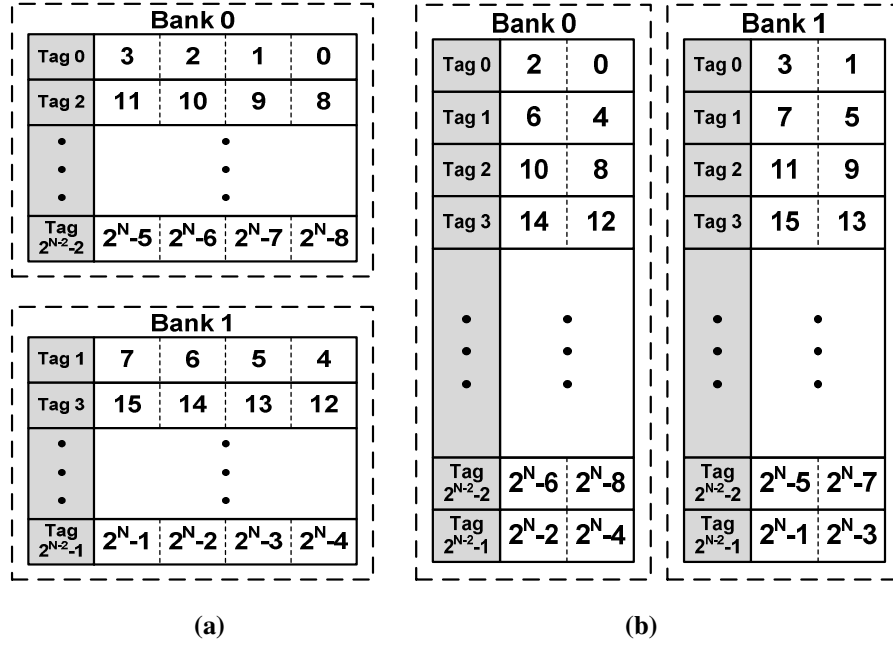 Bank 0
Tag 0 3 2 1 0
Tag 2 11 10 9 8
Tag
2^N-2-2 2^N-5 2^N-6 2^N-7 2^N-8
Bank 1
Tag 1 7 6 5 4
Tag 3 15 14 13 12
Tag
2^N-2-1 2^N-1 2^N-2 2^N-3 2^N-4
(a)
Bank 0
Tag 0 2 0
Tag 1 6 4
Tag 2 10 8
Tag 3 14 12
Tag
2^N-2-2 2^N-6 2^N-8
Tag
2^N-2-1 2^N-2 2^N-4
Bank 1
Tag 0 3 1
Tag 1 7 5
Tag 2 11 9
Tag 3 15 13
Tag
2^N-2-2 2^N-5 2^N-7
Tag
2^N-2-1 2^N-1 2^N-3
(b)